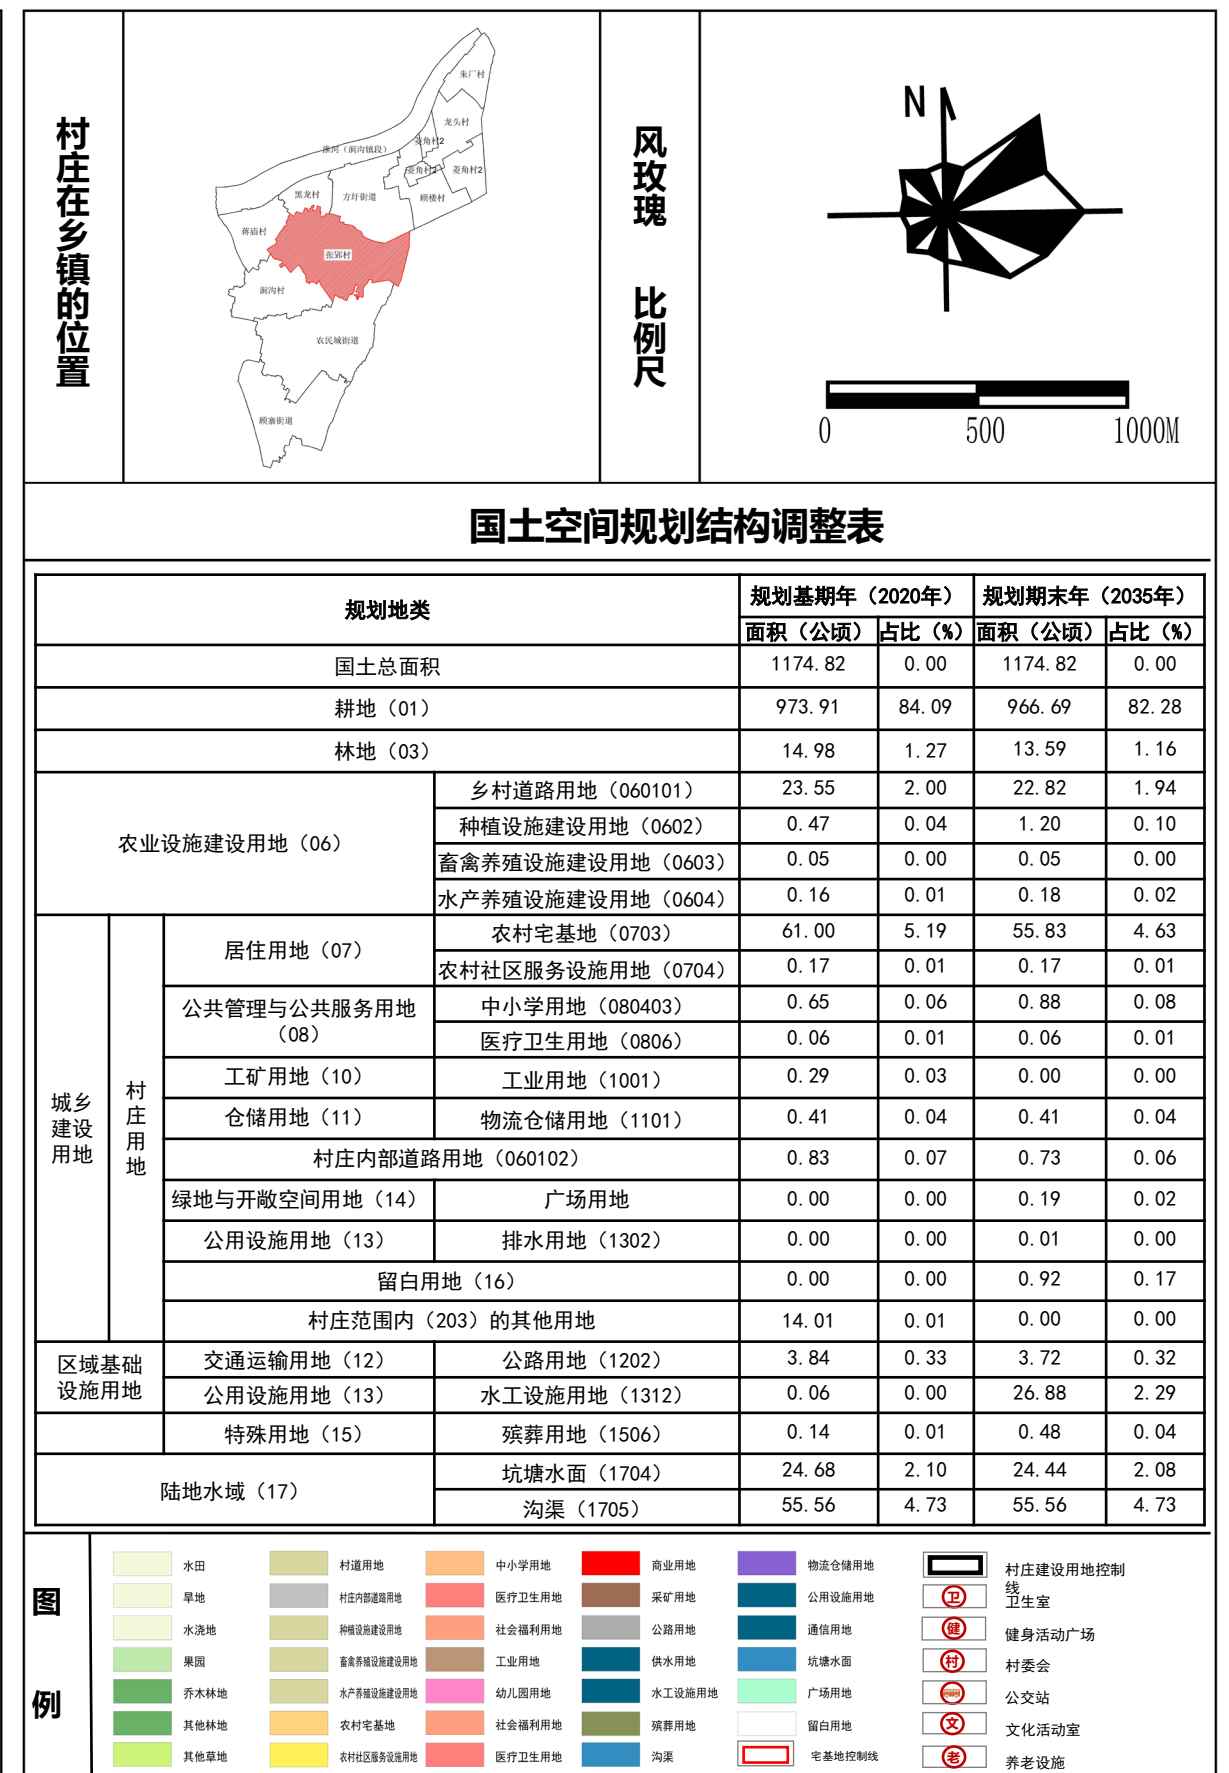 村庄在乡镇的位置
朱厂村
龙头村
菱角村2
淮河（涧沟镇段）
菱角村2
菱角村2
黑龙村
方圩街道
顾楼村
蒋庙村
张郢村
涧沟村
农民城街道
顾寨街道
风玫瑰 比例尺
N
0 500 1000M
国土空间规划结构调整表
规划地类 规划基期年（2020年） 规划期末年（2035年）
面积（公顷） 占比（%） 面积（公顷） 占比（%）
国土总面积 1174.82 0.00 1174.82 0.00
耕地（01） 973.91 84.09 966.69 82.28
林地（03） 14.98 1.27 13.59 1.16
农业设施建设用地（06） 乡村道路用地（060101） 23.55 2.00 22.82 1.94
种植设施建设用地（0602） 0.47 0.04 1.20 0.10
畜禽养殖设施建设用地（0603） 0.05 0.00 0.05 0.00
水产养殖设施建设用地（0604） 0.16 0.01 0.18 0.02
城乡建设用地 村庄用地 居住用地（07） 农村宅基地（0703） 61.00 5.19 55.83 4.63
农村社区服务设施用地（0704） 0.17 0.01 0.17 0.01
公共管理与公共服务用地（08） 中小学用地（080403） 0.65 0.06 0.88 0.08
医疗卫生用地（0806） 0.06 0.01 0.06 0.01
工矿用地（10） 工业用地（1001） 0.29 0.03 0.00 0.00
仓储用地（11） 物流仓储用地（1101） 0.41 0.04 0.41 0.04
村庄内部道路用地（060102） 0.83 0.07 0.73 0.06
绿地与开敞空间用地（14） 广场用地 0.00 0.00 0.19 0.02
公用设施用地（13） 排水用地（1302） 0.00 0.00 0.01 0.00
留白用地（16） 0.00 0.00 0.92 0.17
村庄范围内（203）的其他用地 14.01 0.01 0.00 0.00
区域基础设施用地 交通运输用地（12） 公路用地（1202） 3.84 0.33 3.72 0.32
公用设施用地（13） 水工设施用地（1312） 0.06 0.00 26.88 2.29
特殊用地（15） 殡葬用地（1506） 0.14 0.01 0.48 0.04
陆地水域（17） 坑塘水面（1704） 24.68 2.10 24.44 2.08
沟渠（1705） 55.56 4.73 55.56 4.73
图例
水田 村道用地 中小学用地 商业用地 物流仓储用地 村庄建设用地控制线
旱地 村庄内部道路用地 医疗卫生用地 采矿用地 公用设施用地 卫 卫生室
水浇地 种植设施建设用地 社会福利用地 公路用地 通信用地 健 健身活动广场
果园 畜禽养殖设施建设用地 工业用地 供水用地 坑塘水面 村 村委会
乔木林地 水产养殖设施建设用地 幼儿园用地 水工设施用地 广场用地 公交站
其他林地 农村宅基地 社会福利用地 殡葬用地 留白用地 文 文化活动室
其他草地 农村社区服务设施用地 医疗卫生用地 沟渠 宅基地控制线 老 养老设施